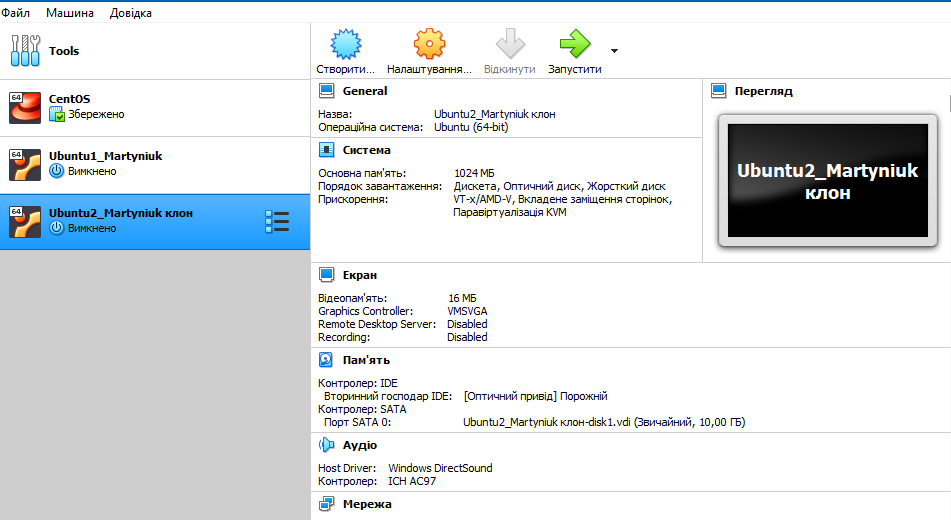 Файл Машина Довідка
Tools
Створити... Налаштування... Відкинути Запустити
64 CentOS
Збережено
64 Ubuntu1_Martyniuk
Вимкнено
64 Ubuntu2_Martyniuk клон
Вимкнено
General
Назва: Ubuntu2_Martyniuk клон
Операційна система: Ubuntu (64-bit)
Перегляд
Ubuntu2_Martyniuk
клон
Система
Основна пам'ять: 1024 МБ
Порядок завантаження: Дискета, Оптичний диск, Жорсткий диск
Прискорення: VT-x/AMD-V, Вкладене заміщення сторінок,
Паравіртуалізація KVM
Екран
Відеопам'ять: 16 МБ
Graphics Controller: VMSVGA
Remote Desktop Server: Disabled
Recording: Disabled
Пам'ять
Контролер: IDE
Вторинний господар IDE: [Оптичний привід] Порожній
Контролер: SATA
Порт SATA 0: Ubuntu2_Martyniuk клон-disk1.vdi (Звичайний, 10,00 ГБ)
Аудіо
Host Driver: Windows DirectSound
Контролер: ICH AC97
Мережа